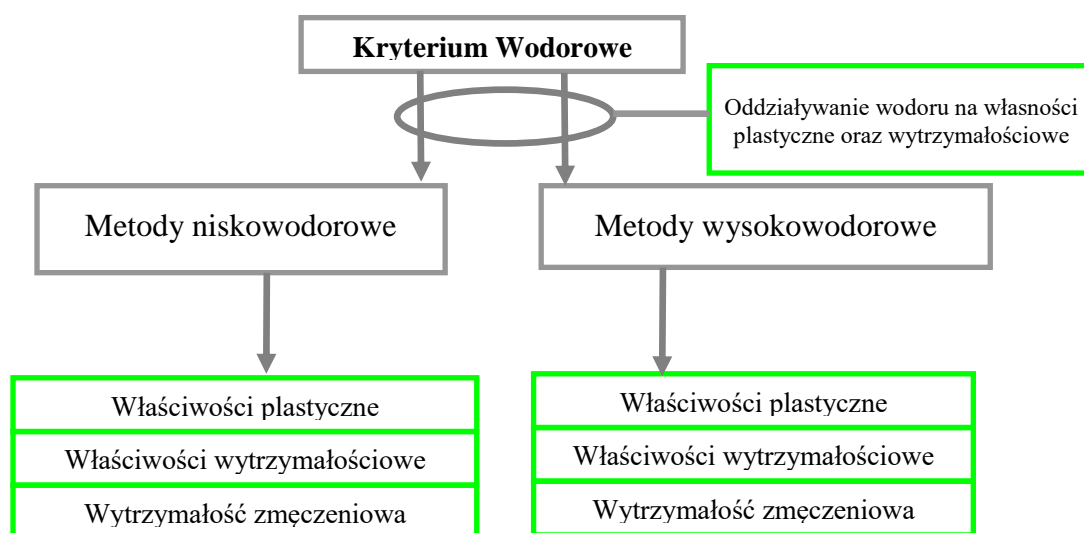 Kryterium Wodorowe
Oddziaływanie wodoru na własności
plastyczne oraz wytrzymałościowe
Metody niskowodorowe
Metody wysokowodorowe
Właściwości plastyczne
Właściwości wytrzymałościowe
Wytrzymałość zmęczeniowa
Właściwości plastyczne
Właściwości wytrzymałościowe
Wytrzymałość zmęczeniowa